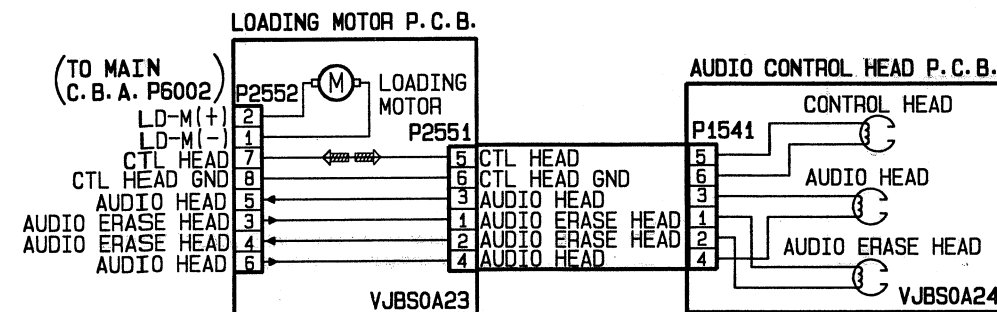 LOADING MOTOR P.C.B.
(TO MAIN
C.B.A. P6002)
P2552
M
LOADING
MOTOR
P2551
AUDIO CONTROL HEAD P.C.B.
CONTROL HEAD
P1541
LD-M(+) 2
LD-M(-) 1
CTL HEAD 7
CTL HEAD GND 8
AUDIO HEAD 5
AUDIO ERASE HEAD 3
AUDIO ERASE HEAD 4
AUDIO HEAD 6
5 CTL HEAD 5
6 CTL HEAD GND 6
3 AUDIO HEAD 3
1 AUDIO ERASE HEAD 1
2 AUDIO ERASE HEAD 2
4 AUDIO HEAD 4
AUDIO HEAD
AUDIO ERASE HEAD
VJBS0A23
VJBS0A24